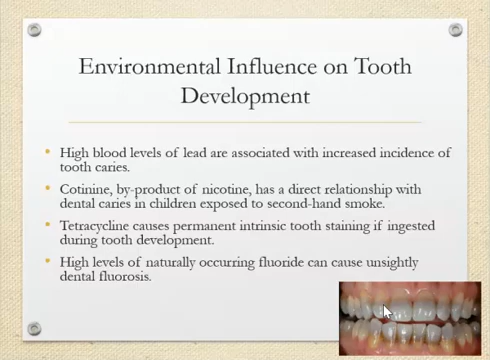 Environmental Influence on Tooth
Development
• High blood levels of lead are associated with increased incidence of
tooth caries.
• Cotinine, by-product of nicotine, has a direct relationship with
dental caries in children exposed to second-hand smoke.
• Tetracycline causes permanent intrinsic tooth staining if ingested
during tooth development.
• High levels of naturally occurring fluoride can cause unsightly
dental fluorosis.